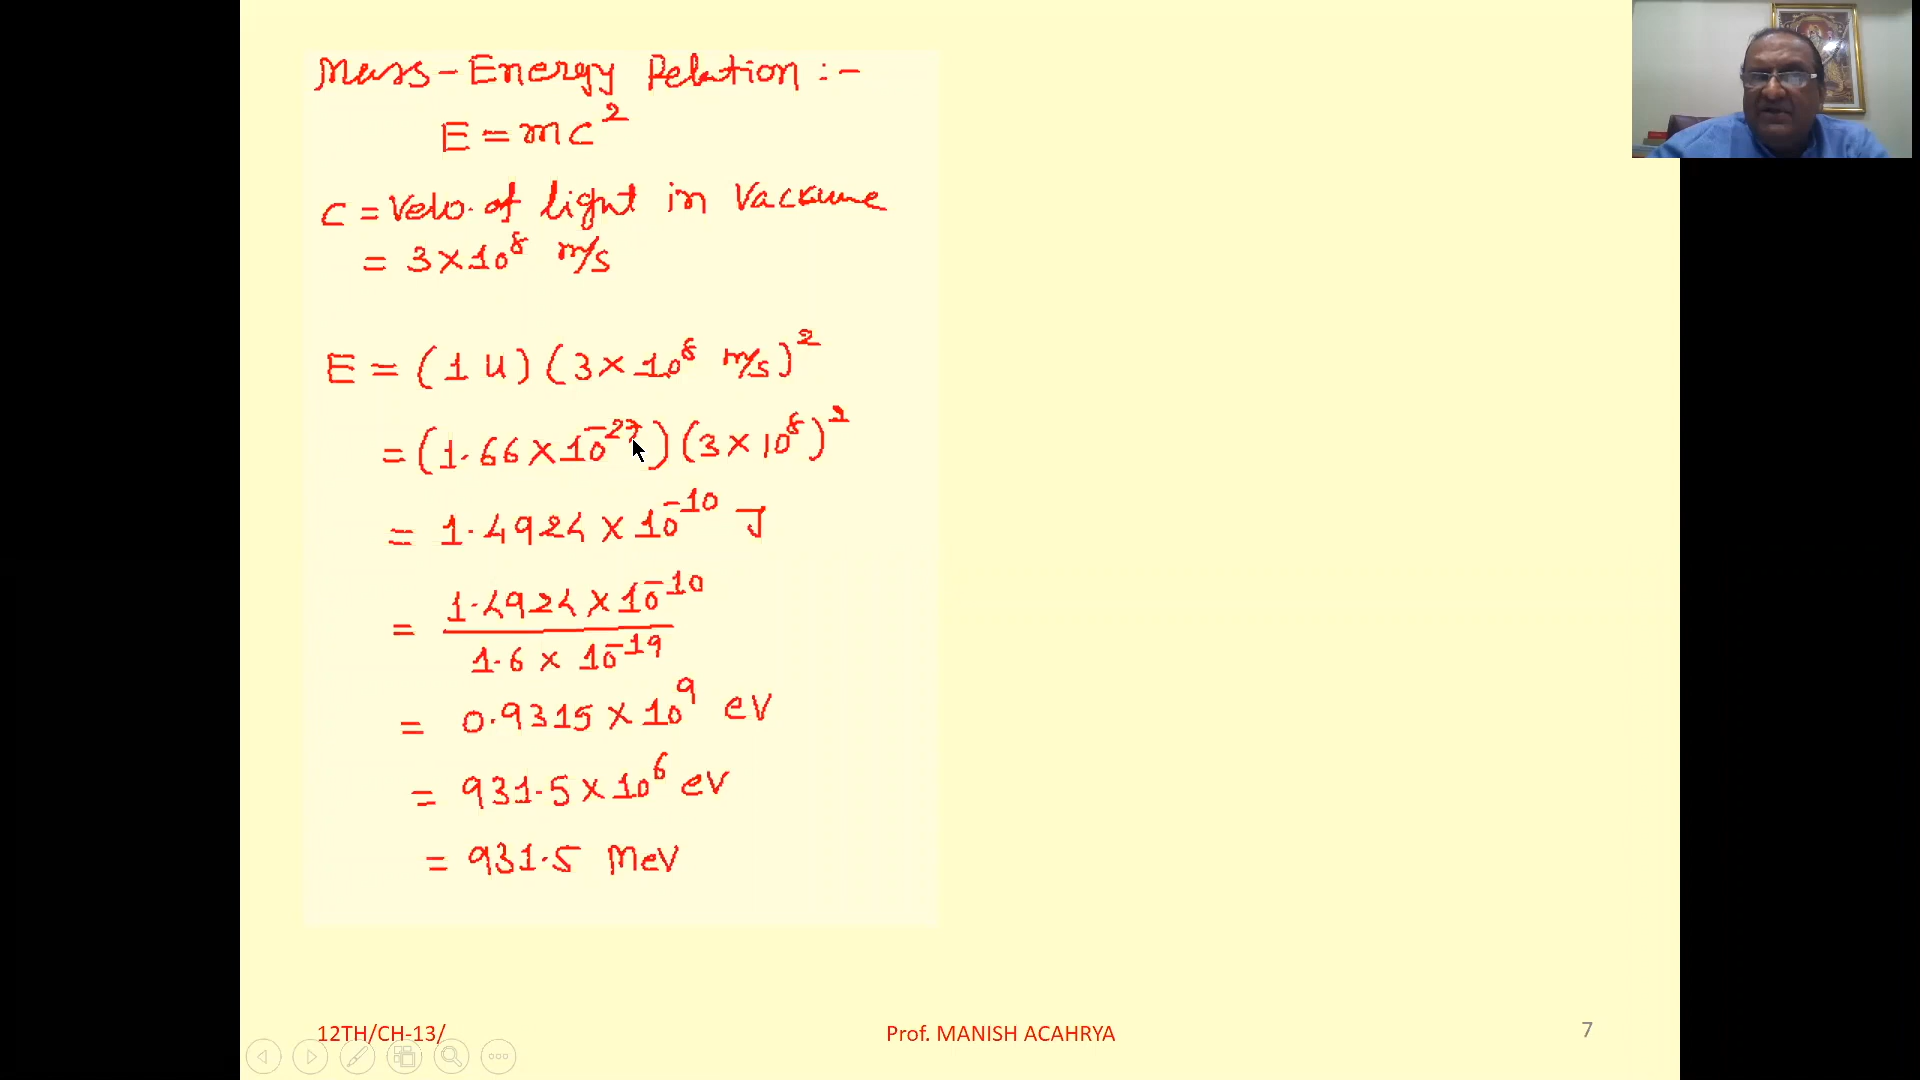 Mass-Energy Relation :-
E = mc²
C = Velo. of light in Vaccume
= 3×10⁸ m/s
E = (1 u) (3×10⁸ m/s)²
= (1.66×10⁻²⁷) (3×10⁸)²
= 1.4924 × 10⁻¹⁰ J
= 1.4924 × 10⁻¹⁰
1.6 × 10⁻¹⁹
= 0.9315 × 10⁹ eV
= 931.5 × 10⁶ eV
= 931.5 MeV
12TH/CH-13/
Prof. MANISH ACAHRYA
7